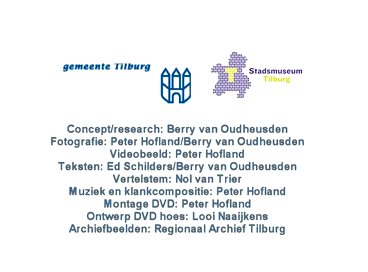 gemeente Tilburg
Stadsmuseum
Tilburg
Concept/research: Berry van Oudheusden
Fotografie: Peter Hofland/Berry van Oudheusden
Videobeeld: Peter Hofland
Teksten: Ed Schilders/Berry van Oudheusden
Vertelstem: Nol van Trier
Muziek en klankcompositie: Peter Hofland
Montage DVD: Peter Hofland
Ontwerp DVD hoes: Looi Naaijkens
Archiefbeelden: Regionaal Archief Tilburg